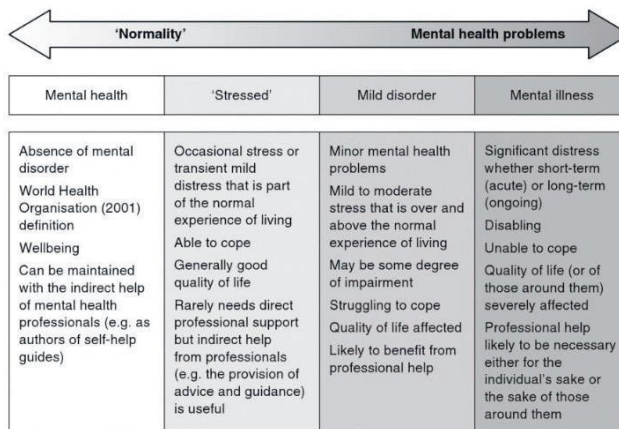 'Normality' Mental health problems
Mental health
'Stressed'
Mild disorder
Mental illness
Absence of mental
disorder
World Health
Organisation (2001)
definition
Wellbeing
Can be maintained
with the indirect help
of mental health
professionals (e.g. as
authors of self-help
guides)
Occasional stress or
transient mild
distress that is part
of the normal
experience of living
Able to cope
Generally good
quality of life
Rarely needs direct
professional support
but indirect help
from professionals
(e.g. the provision of
advice and guidance)
is useful
Minor mental health
problems
Mild to moderate
stress that is over and
above the normal
experience of living
May be some degree
of impairment
Struggling to cope
Quality of life affected
Likely to benefit from
professional help
Significant distress
whether short-term
(acute) or long-term
(ongoing)
Disabling
Unable to cope
Quality of life (or of
those around them)
severely affected
Professional help
likely to be necessary
either for the
individual's sake or
the sake of those
around them